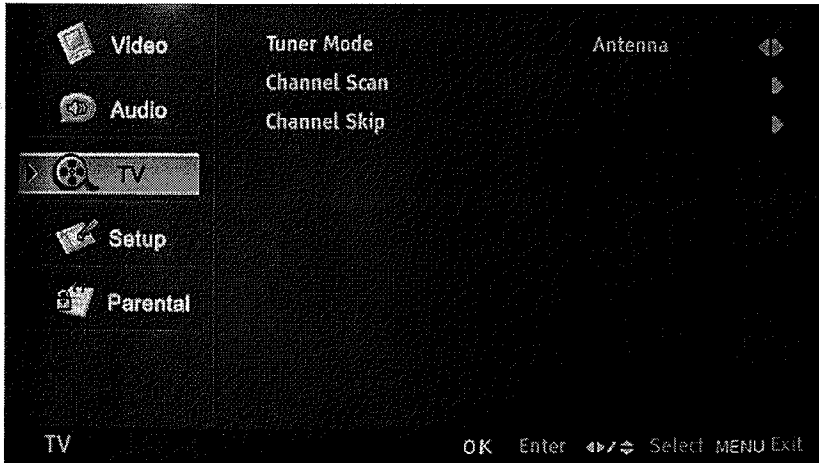 Video
Audio
TV
Setup
Parental
Tuner Mode Antenna
Channel Scan
Channel Skip
TV OK Enter / Select MENU Exit